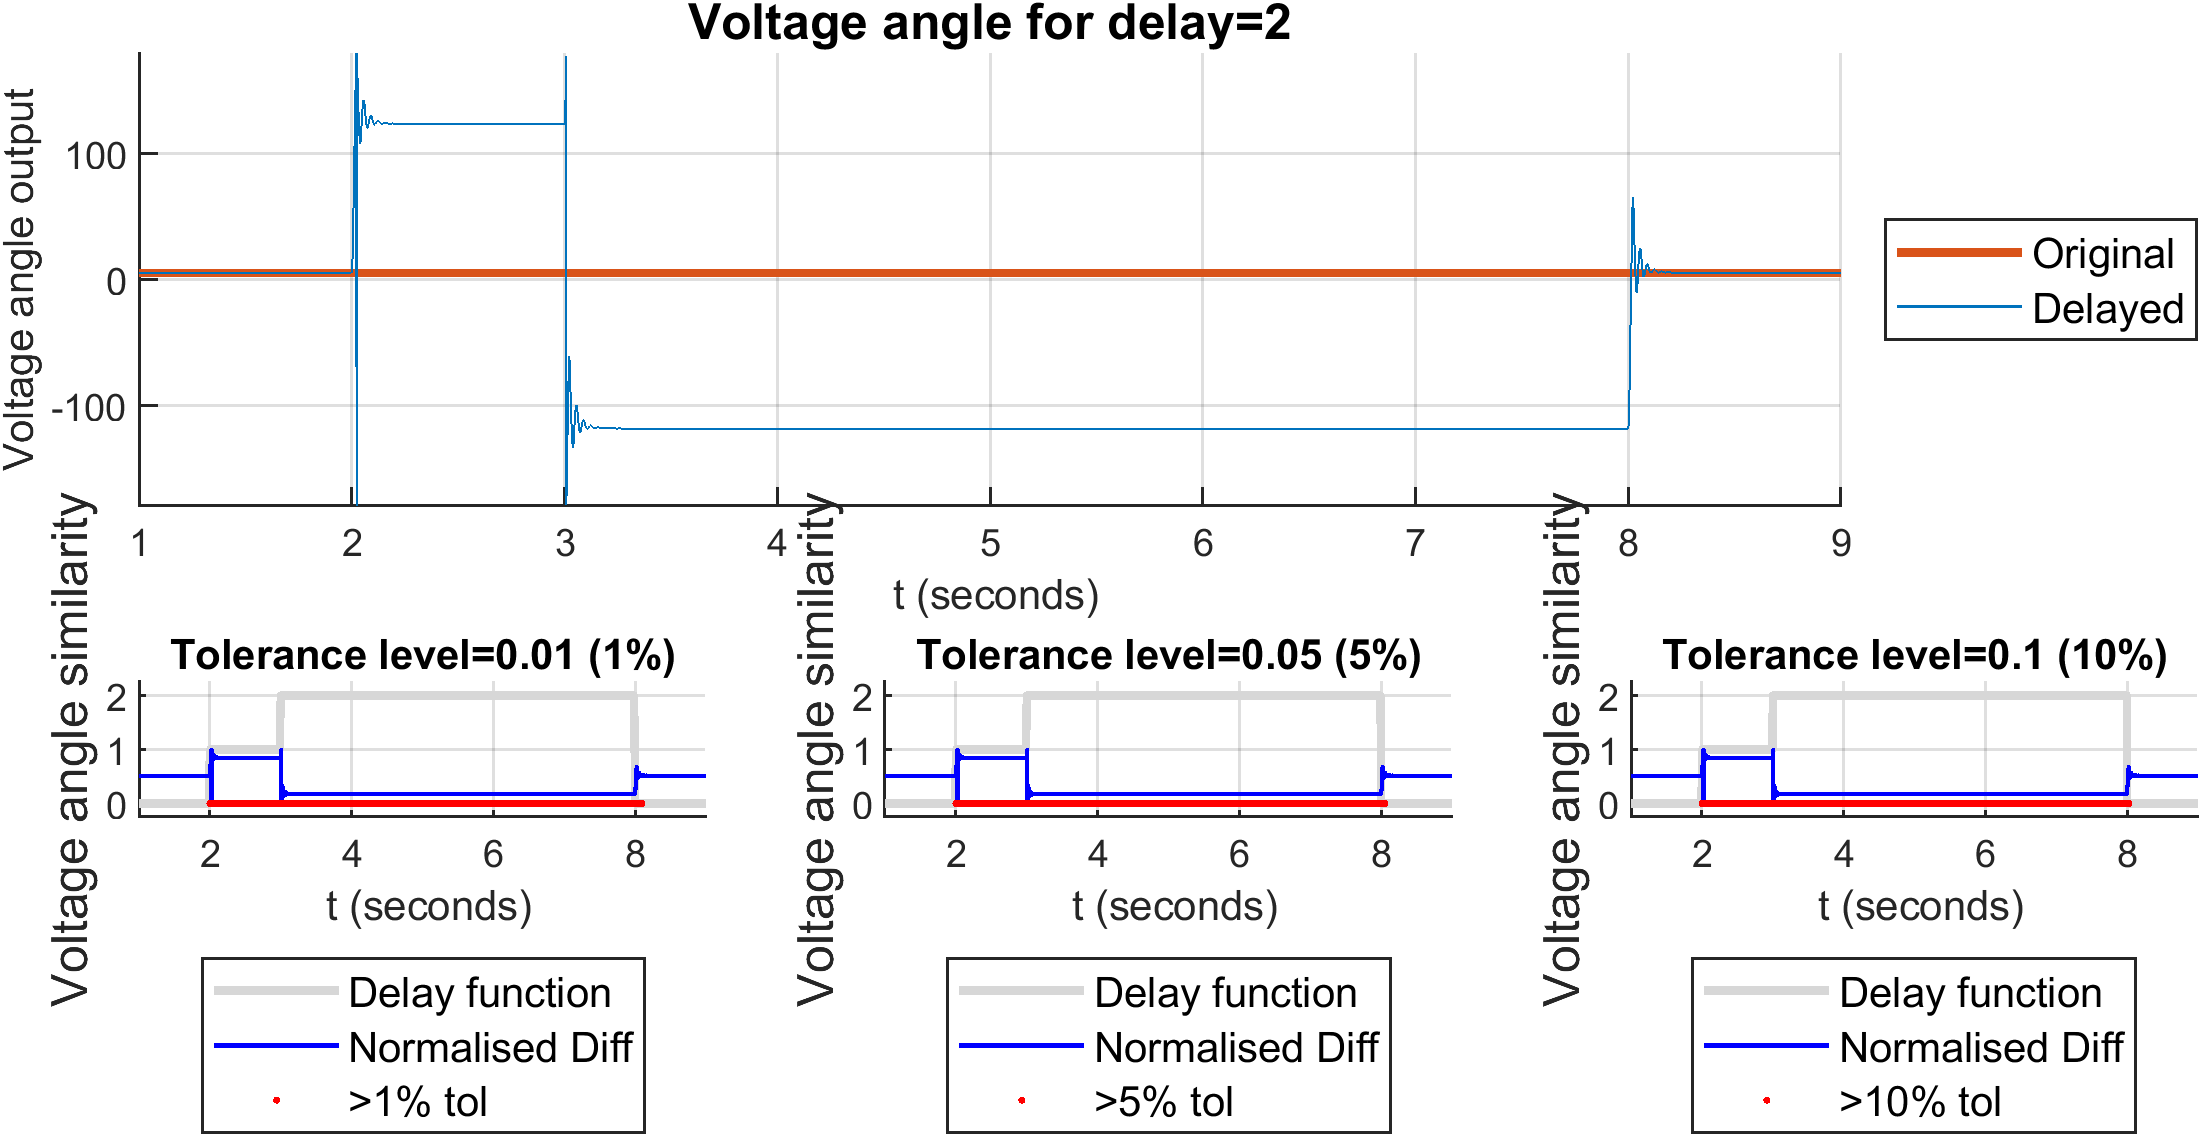 Voltage angle for delay=2
Voltage angle output
100
0
-100
1 2 3 4 5 6 7 8 9
t (seconds)
Original
Delayed
Tolerance level=0.01 (1%)
Voltage angle similarity
2
1
0
2 4 6 8
t (seconds)
Delay function
Normalised Diff
>1% tol
Tolerance level=0.05 (5%)
Voltage angle similarity
2
1
0
2 4 6 8
t (seconds)
Delay function
Normalised Diff
>5% tol
Tolerance level=0.1 (10%)
Voltage angle similarity
2
1
0
2 4 6 8
t (seconds)
Delay function
Normalised Diff
>10% tol